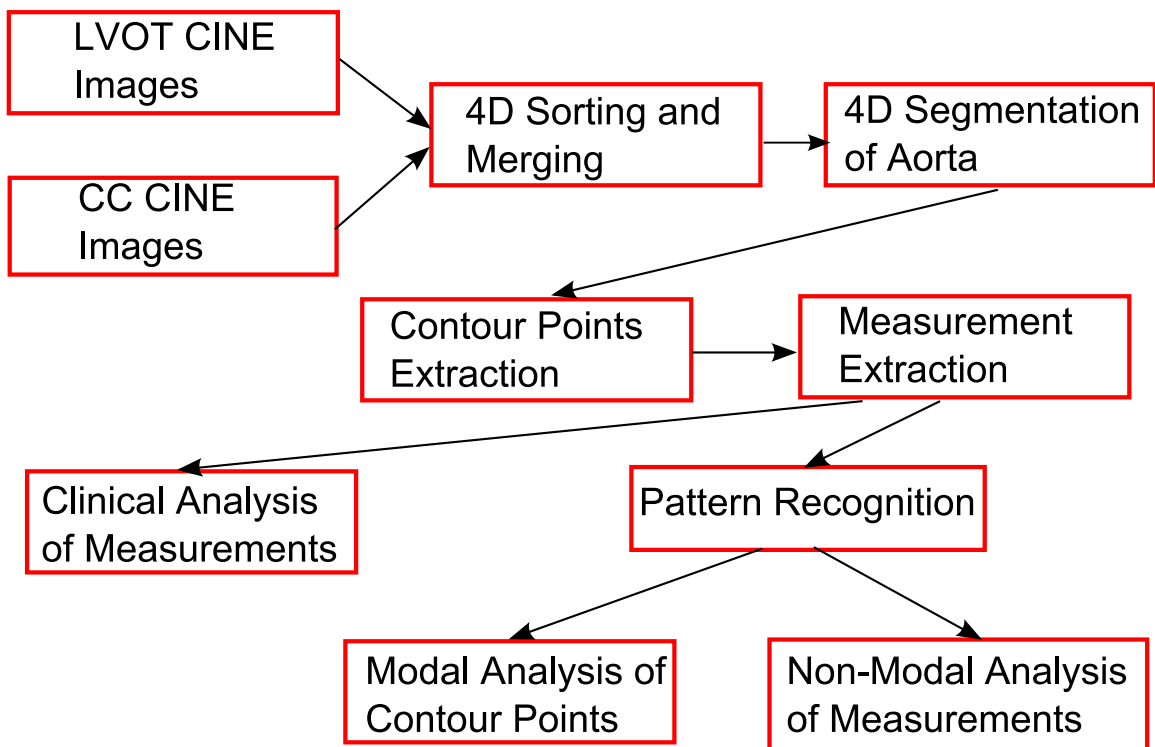 LVOT CINE
Images
CC CINE
Images
4D Sorting and
Merging
4D Segmentation
of Aorta
Contour Points
Extraction
Measurement
Extraction
Clinical Analysis
of Measurements
Pattern Recognition
Modal Analysis of
Contour Points
Non-Modal Analysis
of Measurements